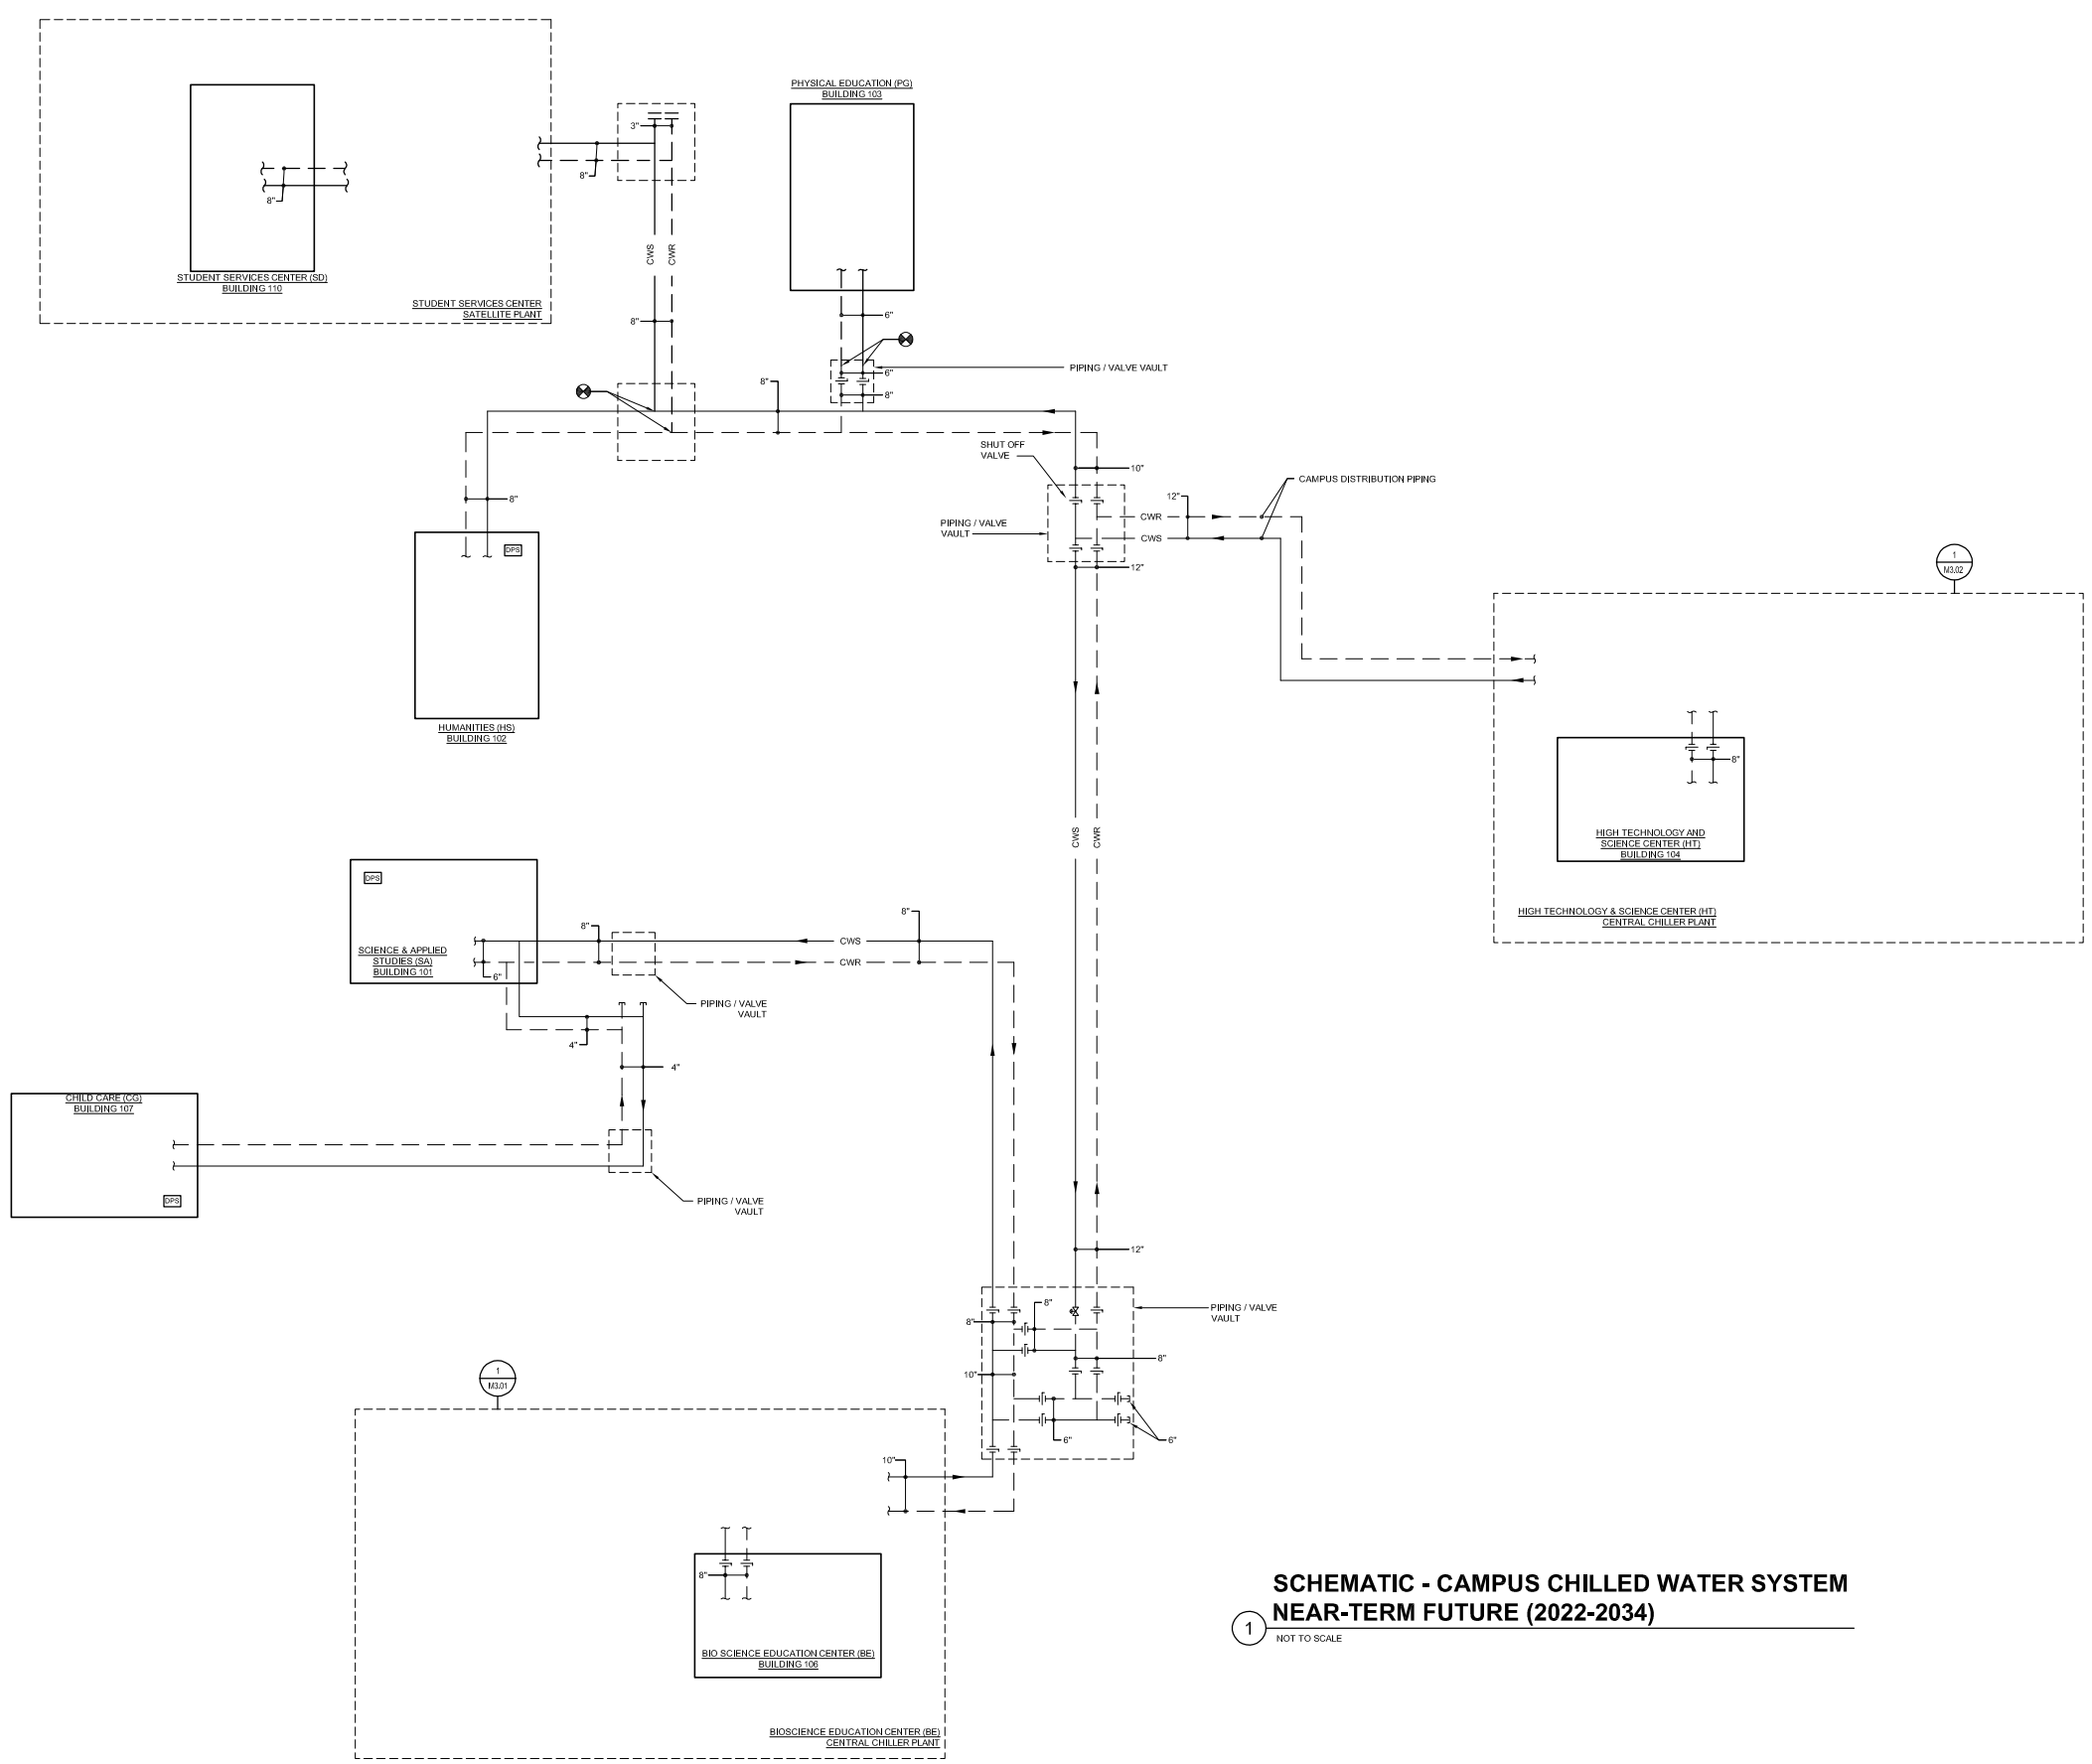 PHYSICAL EDUCATION (PG)
BUILDING 103
3"
8"
8"
STUDENT SERVICES CENTER (SD)
BUILDING 110
STUDENT SERVICES CENTER
SATELLITE PLANT
CWS
CWR
8"
6"
6"
8"
PIPING / VALVE VAULT
8"
8"
SHUT OFF
VALVE
10"
12"
CAMPUS DISTRIBUTION PIPING
CWR
CWS
PIPING / VALVE
VAULT
12"
DPS
HUMANITIES (HS)
BUILDING 102
1
M3.02
8"
HIGH TECHNOLOGY AND
SCIENCE CENTER (HT)
BUILDING 104
HIGH TECHNOLOGY & SCIENCE CENTER (HT)
CENTRAL CHILLER PLANT
CWS
CWR
DPS
SCIENCE & APPLIED
STUDIES (SA)
BUILDING 101
6"
8"
8"
CWS
CWR
PIPING / VALVE
VAULT
4"
4"
CHILD CARE (CG)
BUILDING 107
DPS
PIPING / VALVE
VAULT
12"
8"
8"
PIPING / VALVE
VAULT
8"
10"
6"
6"
1
M3.01
10"
8"
BIO SCIENCE EDUCATION CENTER (BE)
BUILDING 106
BIOSCIENCE EDUCATION CENTER (BE)
CENTRAL CHILLER PLANT
1
SCHEMATIC - CAMPUS CHILLED WATER SYSTEM
NEAR-TERM FUTURE (2022-2034)
NOT TO SCALE